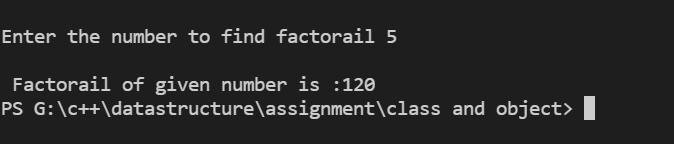 Enter the number to find factorail 5
Factorail of given number is :120
PS G:\c++\datastructure\assignment\class and object>